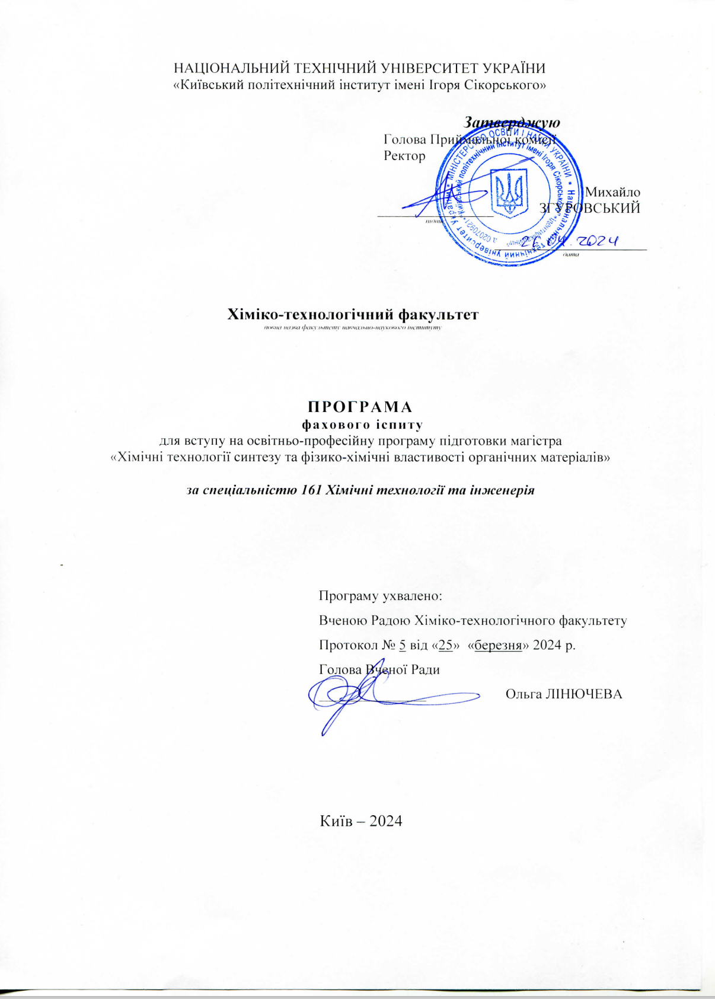 НАЦІОНАЛЬНИЙ ТЕХНІЧНИЙ УНІВЕРСИТЕТ УКРАЇНИ
«Київський політехнічний інститут імені Ігоря Сікорського»
Затверджую
Голова Приймальної комісії
Ректор
МІНІСТЕРСТВО ОСВІТИ І НАУКИ УКРАЇНИ * Національний технічний університет України *
"Київський політехнічний інститут імені Ігоря Сікорського" * 02070921 *
Михайло
ЗГУРОВСЬКИЙ
26.04.2024
дата
Хіміко-технологічний факультет
повна назва факультету навчально-наукового інституту
ПРОГРАМА
фахового іспиту
для вступу на освітньо-професійну програму підготовки магістра
«Хімічні технології синтезу та фізико-хімічні властивості органічних матеріалів»
за спеціальністю 161 Хімічні технології та інженерія
Програму ухвалено:
Вченою Радою Хіміко-технологічного факультету
Протокол № 5 від «25» «березня» 2024 р.
Голова Вченої Ради
Ольга ЛІНЮЧЕВА
Київ – 2024